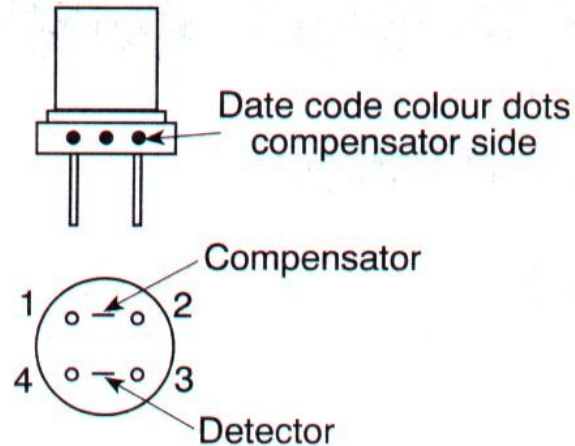 Date code colour dots
compensator side
Compensator
1 2
4 3
Detector